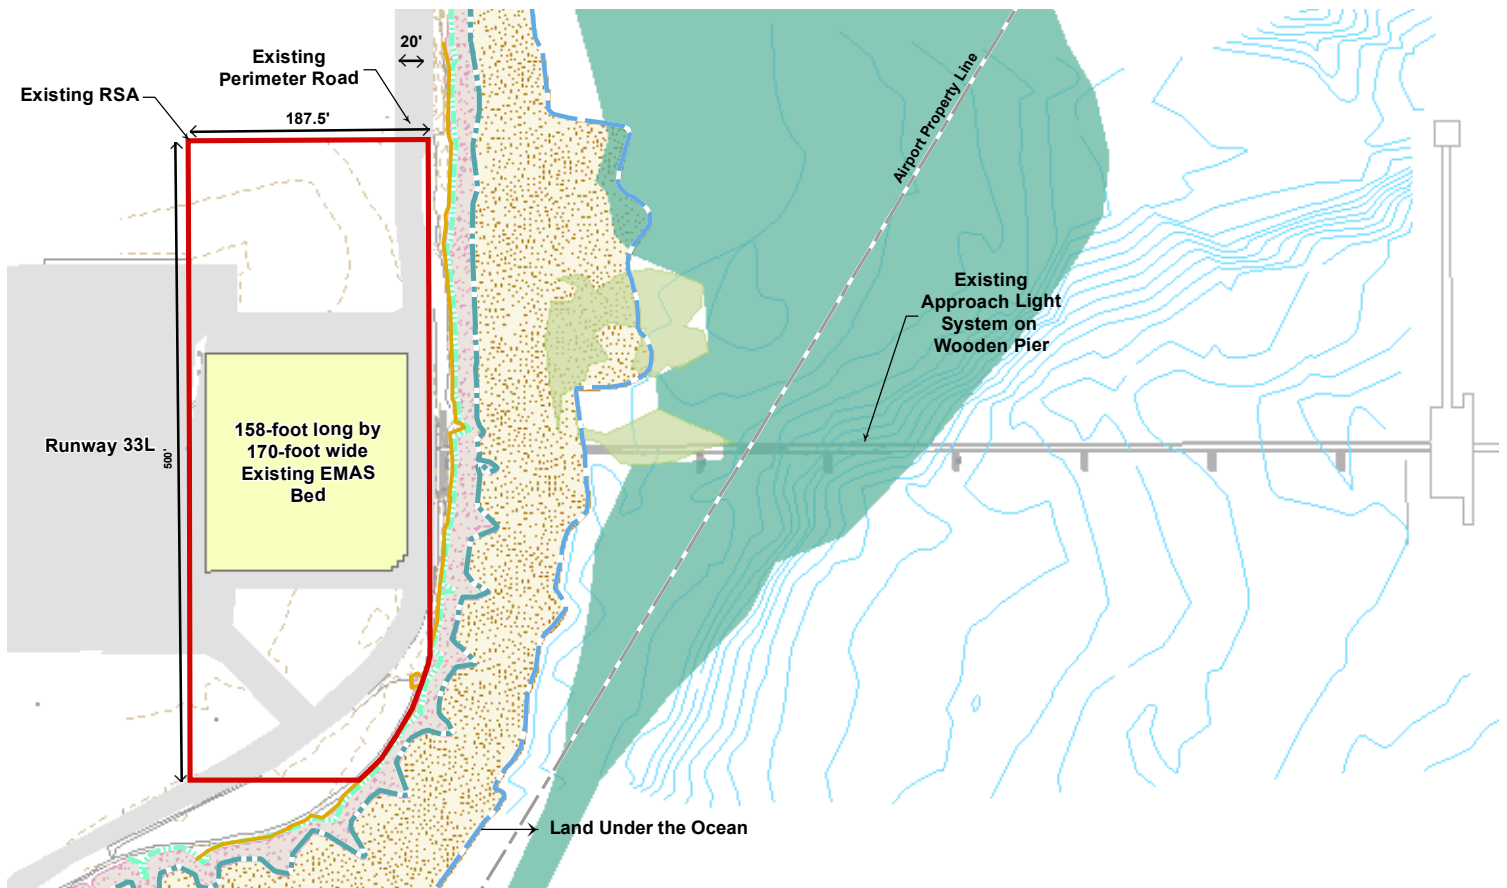 20'
Existing
Perimeter Road
Existing RSA
187.5'
Airport Property Line
Existing
Approach Light
System on
Wooden Pier
Runway 33L
500'
158-foot long by
170-foot wide
Existing EMAS
Bed
Land Under the Ocean